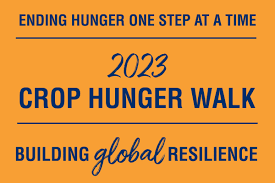 ENDING HUNGER ONE STEP AT A TIME
2023
CROP HUNGER WALK
BUILDING global RESILIENCE